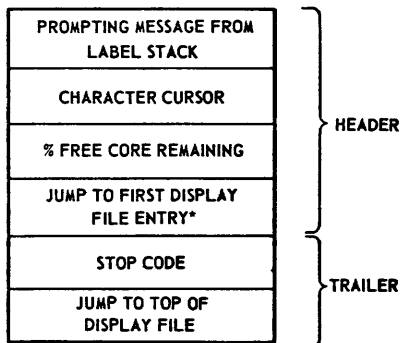 PROMPTING MESSAGE FROM
LABEL STACK
CHARACTER CURSOR
% FREE CORE REMAINING
JUMP TO FIRST DISPLAY
FILE ENTRY*
HEADER
STOP CODE
JUMP TO TOP OF
DISPLAY FILE
TRAILER